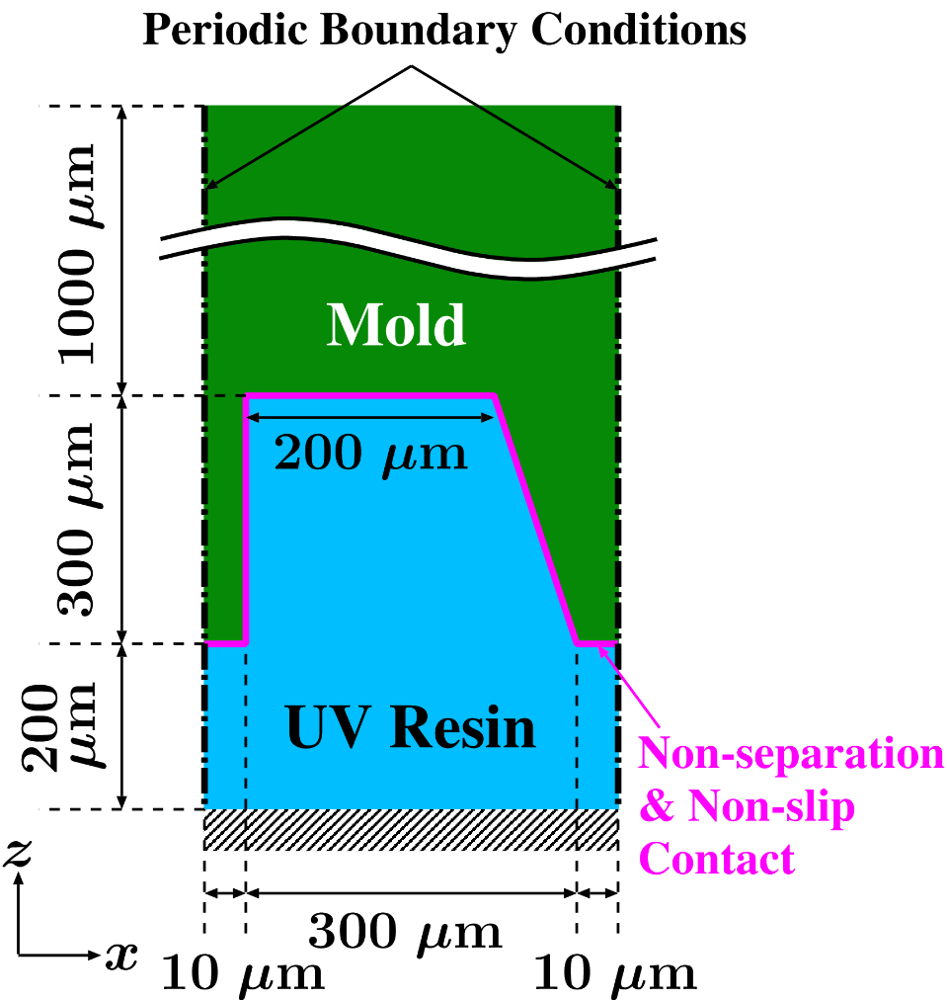 Periodic Boundary Conditions
1000 μm
Mold
300 μm
200 μm
200
μm
UV Resin
Non-separation
& Non-slip
Contact
z
x
300 μm
10 μm
10 μm